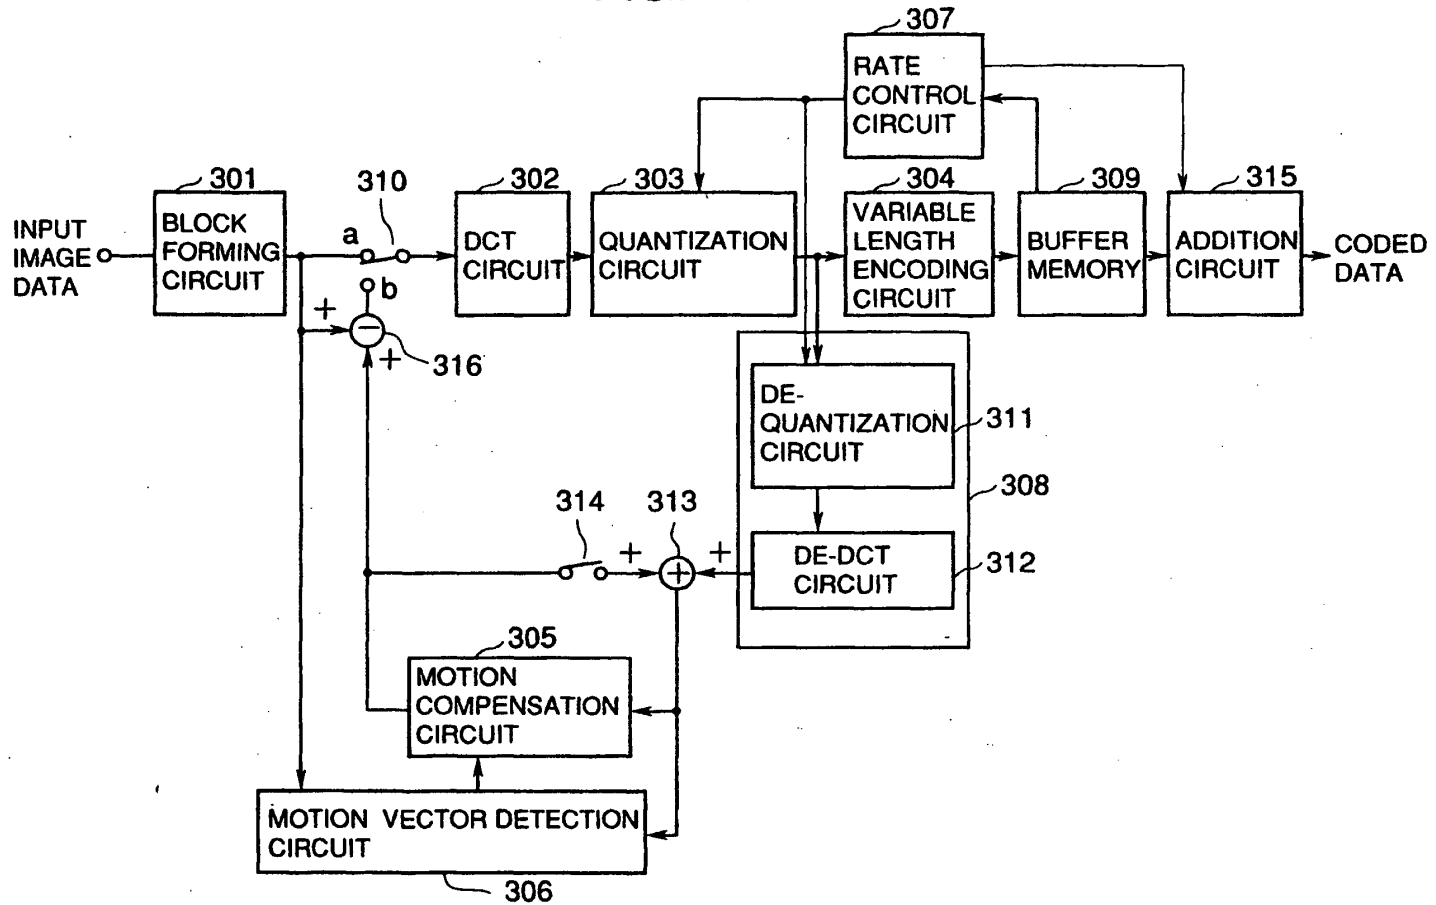 307
RATE
CONTROL
CIRCUIT
301
310
302
303
304
309
315
INPUT
IMAGE
DATA
BLOCK
FORMING
CIRCUIT
a
b
DCT
CIRCUIT
QUANTIZATION
CIRCUIT
VARIABLE
LENGTH
ENCODING
CIRCUIT
BUFFER
MEMORY
ADDITION
CIRCUIT
CODED
DATA
+
−
+
316
DE-
QUANTIZATION
CIRCUIT
311
308
314
313
+
+
+
DE-DCT
CIRCUIT
312
305
MOTION
COMPENSATION
CIRCUIT
MOTION VECTOR DETECTION
CIRCUIT
306